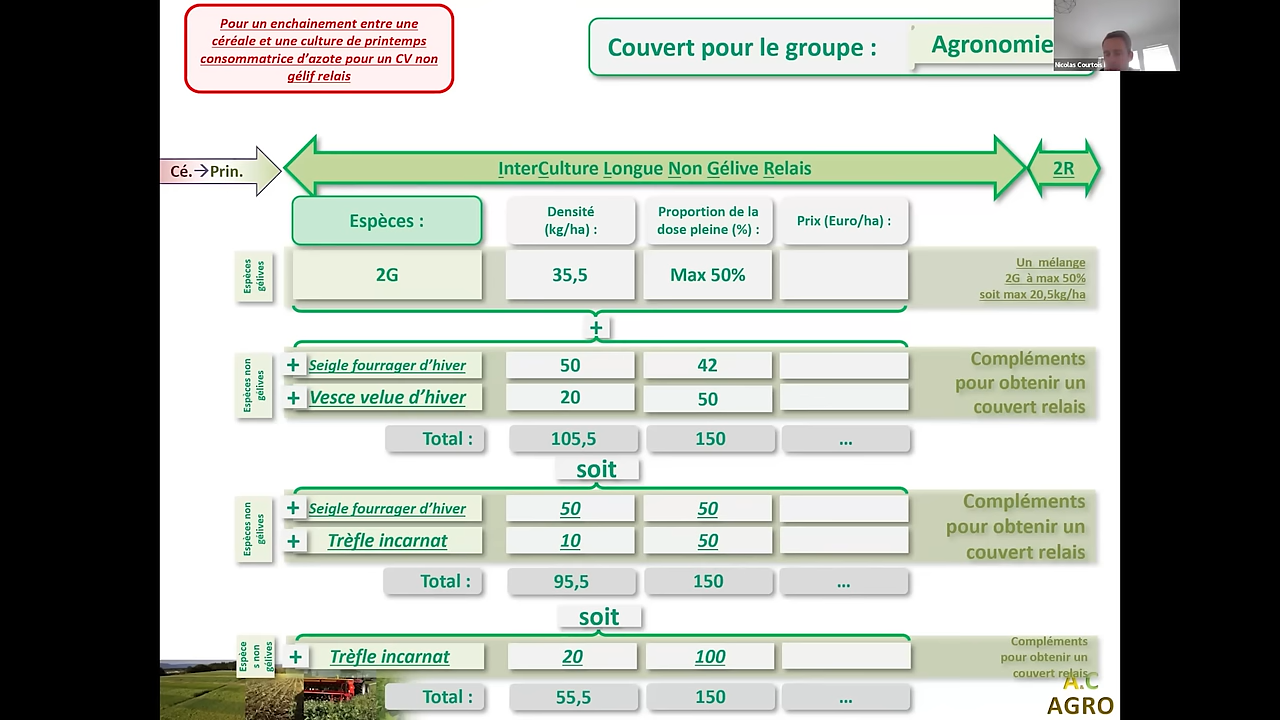 Pour un enchainement entre une
céréale et une culture de printemps
consommatrice d'azote pour un CV non
gélif relais
Couvert pour le groupe :
Agronomie
Nicolas Courtois
Cé.→Prin.
InterCulture Longue Non Gélive Relais
2R
Espèces :
Densité
(kg/ha) :
Proportion de la
dose pleine (%) :
Prix (Euro/ha) :
Espèces
gélives
2G
35,5
Max 50%
Un mélange
2G à max 50%
soit max 20,5kg/ha
+
Espèces non
gélives
+ Seigle fourrager d'hiver 50 42
+ Vesce velue d'hiver 20 50
Compléments
pour obtenir un
couvert relais
Total : 105,5 150 ...
soit
Espèces non
gélives
+ Seigle fourrager d'hiver 50 50
+ Trèfle incarnat 10 50
Compléments
pour obtenir un
couvert relais
Total : 95,5 150 ...
soit
Espèce
s non
gélives
+ Trèfle incarnat 20 100
Compléments
pour obtenir un
couvert relais
Total : 55,5 150 ...
A.C
AGRO